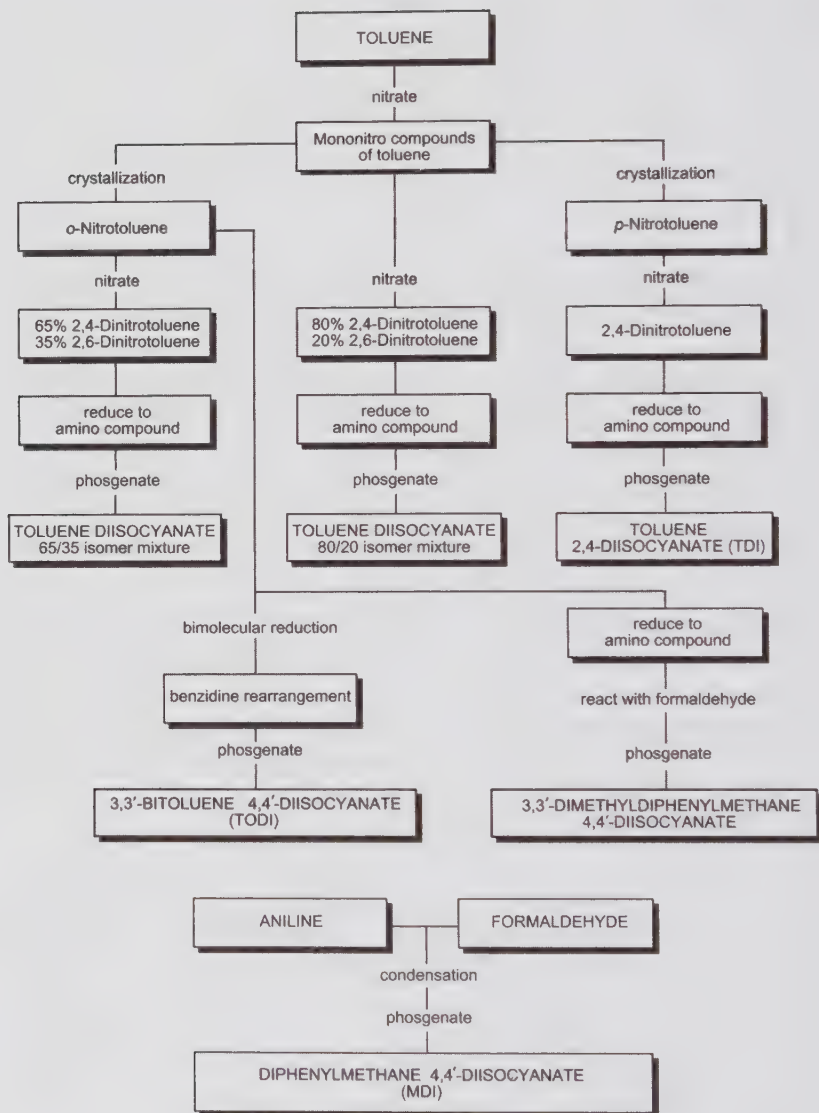 TOLUENE
nitrate
Mononitro compounds
of toluene
crystallization
crystallization
o-Nitrotoluene
p-Nitrotoluene
nitrate
nitrate
nitrate
65% 2,4-Dinitrotoluene
35% 2,6-Dinitrotoluene
80% 2,4-Dinitrotoluene
20% 2,6-Dinitrotoluene
2,4-Dinitrotoluene
reduce to
amino compound
reduce to
amino compound
reduce to
amino compound
phosgenate
phosgenate
phosgenate
TOLUENE DIISOCYANATE
65/35 isomer mixture
TOLUENE DIISOCYANATE
80/20 isomer mixture
TOLUENE
2,4-DIISOCYANATE (TDI)
bimolecular reduction
reduce to
amino compound
benzidine rearrangement
react with formaldehyde
phosgenate
phosgenate
3,3′-BITOLUENE 4,4′-DIISOCYANATE
(TODI)
3,3′-DIMETHYLDIPHENYLMETHANE
4,4′-DIISOCYANATE
ANILINE
FORMALDEHYDE
condensation
phosgenate
DIPHENYLMETHANE 4,4′-DIISOCYANATE
(MDI)